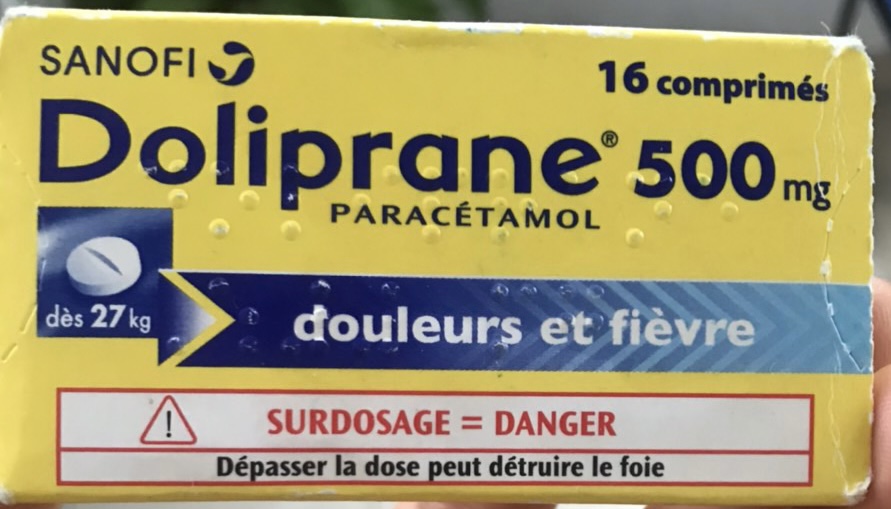 SANOFI
16 comprimés
Doliprane® 500 mg
PARACÉTAMOL
dès 27 kg
douleurs et fièvre
SURDOSAGE = DANGER
Dépasser la dose peut détruire le foie